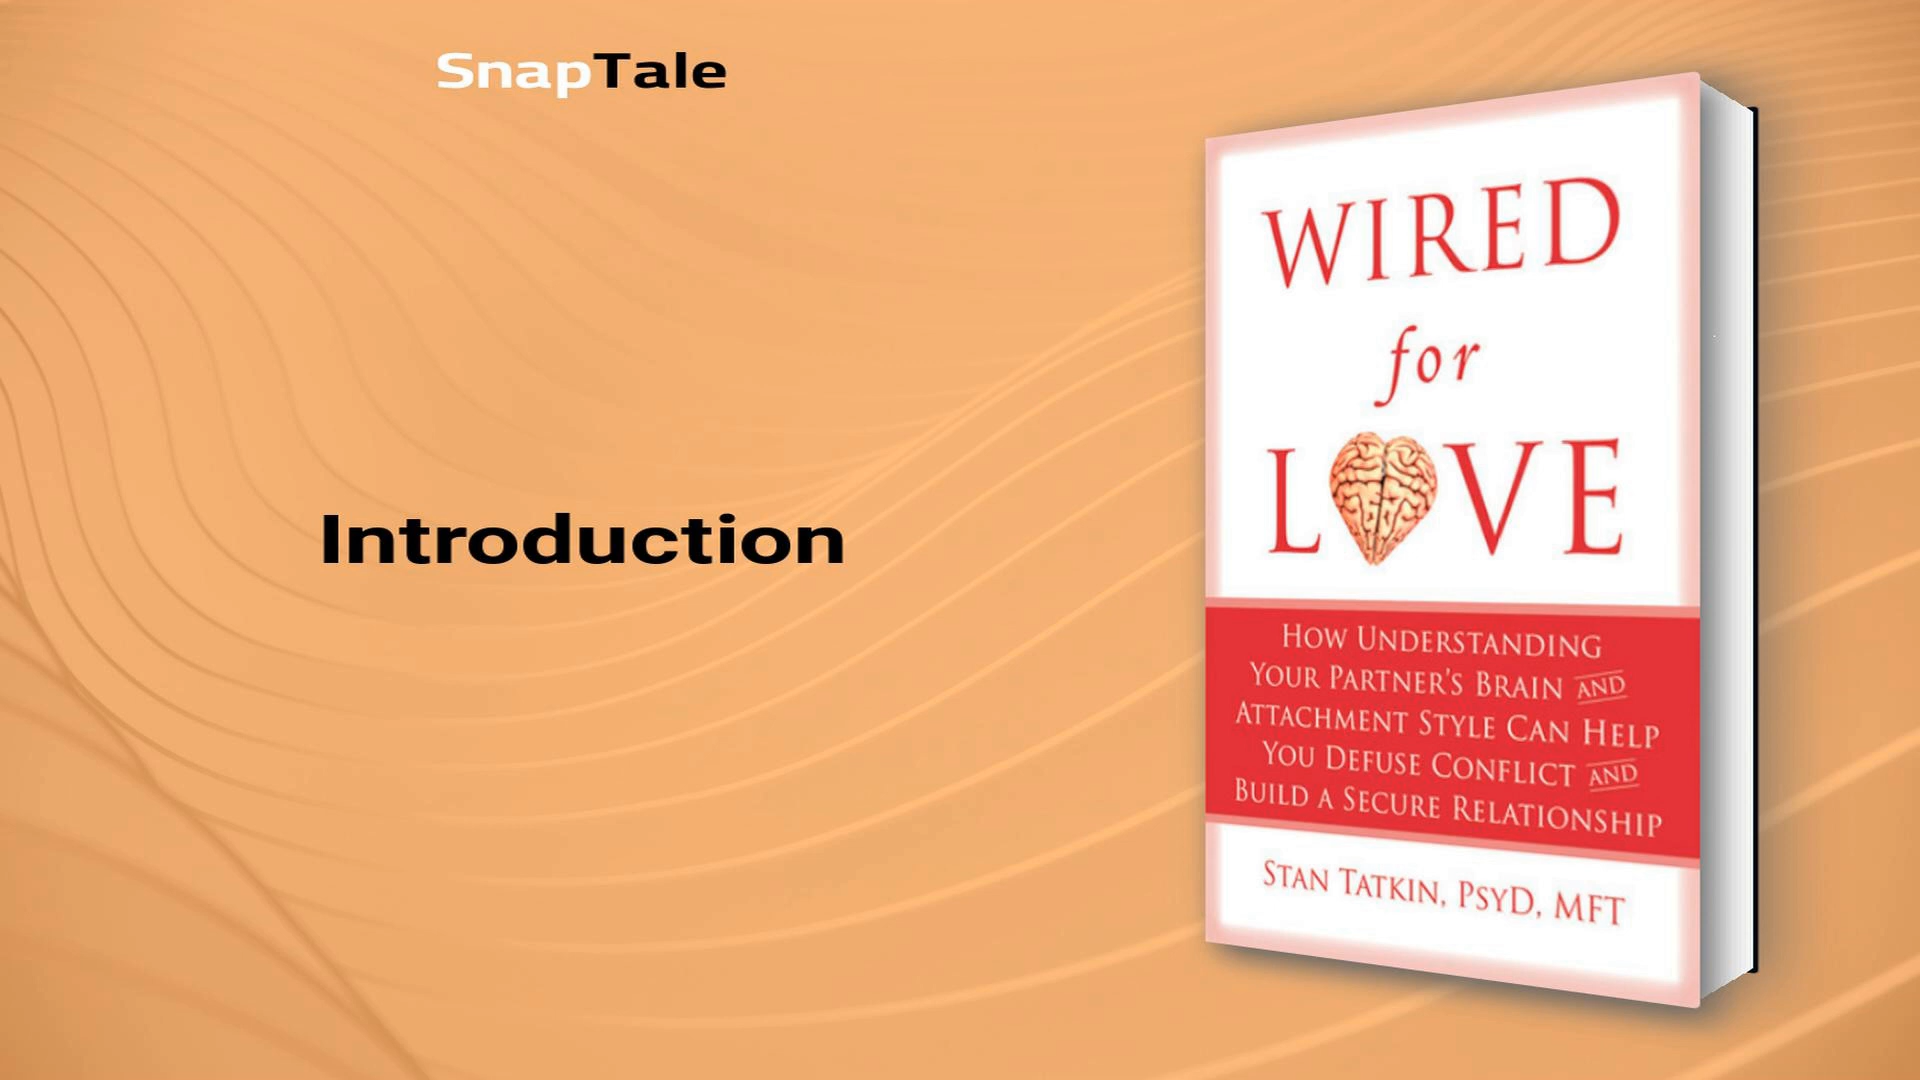 SnapTale
Introduction
WIRED
for
LOVE
HOW UNDERSTANDING
YOUR PARTNER'S BRAIN AND
ATTACHMENT STYLE CAN HELP
YOU DEFUSE CONFLICT AND
BUILD A SECURE RELATIONSHIP
STAN TATKIN, PSYD, MFT